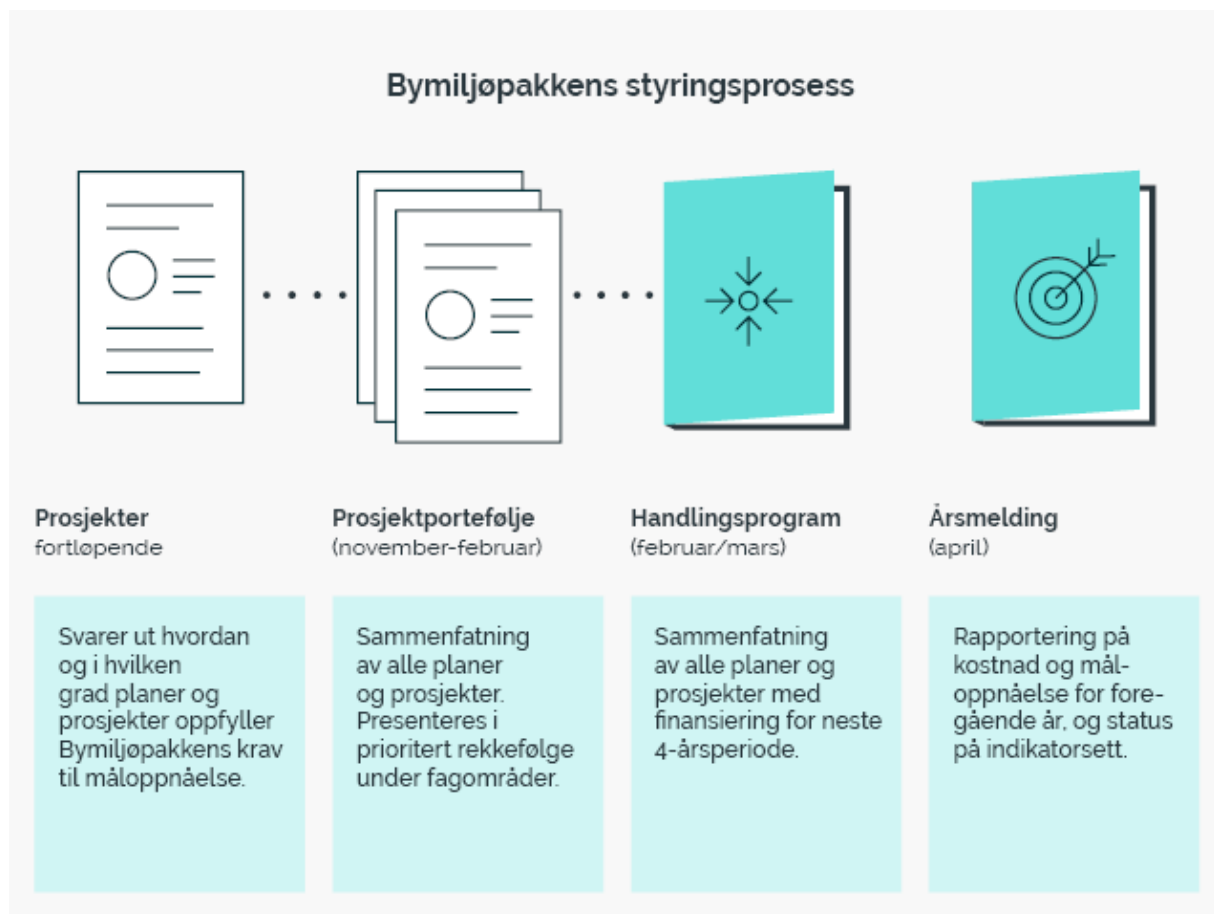 Bymiljøpakkens styringsprosess
Prosjekter
fortløpende
Svarer ut hvordan
og i hvilken
grad planer og
prosjekter oppfyller
Bymiljøpakkens krav
til måloppnåelse.
Prosjektportefølje
(november-februar)
Sammenfatning
av alle planer
og prosjekter.
Presenteres i
prioritert rekkefølge
under fagområder.
Handlingsprogram
(februar/mars)
Sammenfatning
av alle planer og
prosjekter med
finansiering for neste
4-årsperiode.
Årsmelding
(april)
Rapportering på
kostnad og mål-
oppnåelse for fore-
gående år, og status
på indikatorsett.